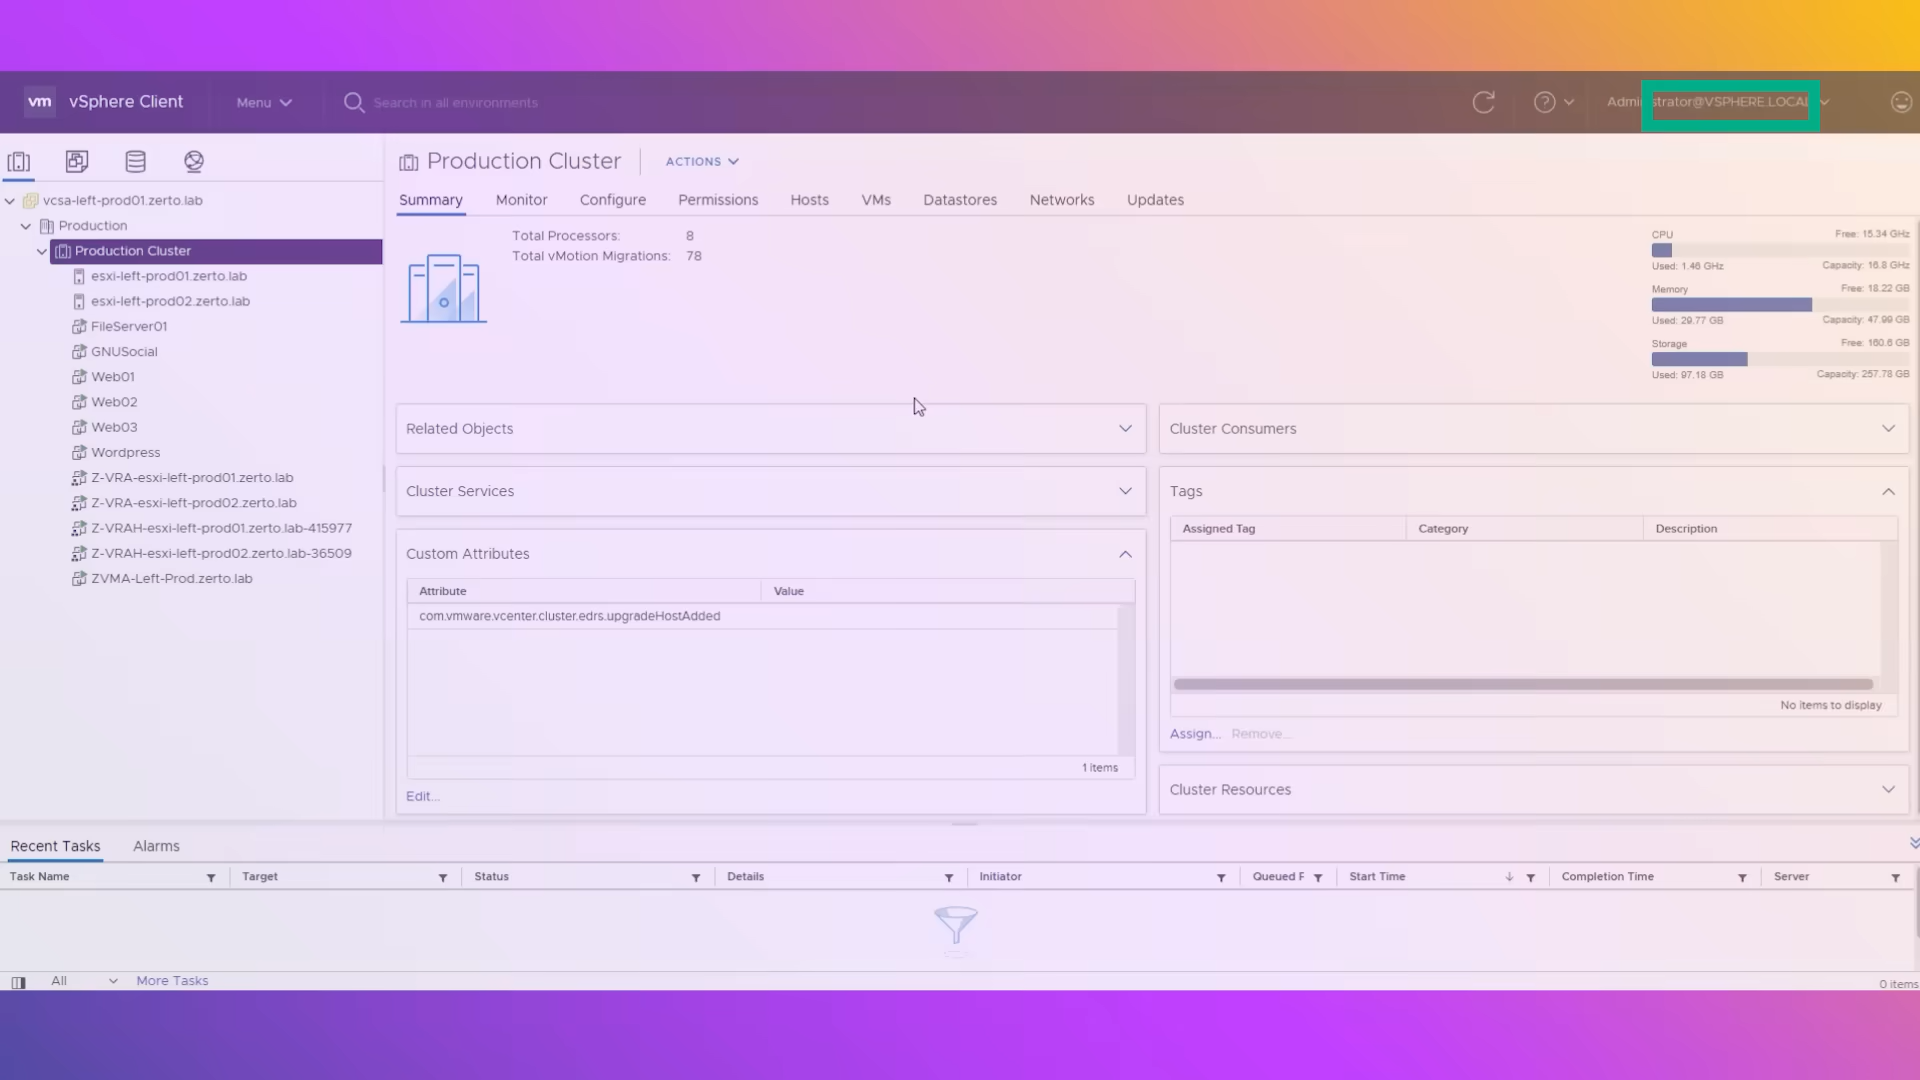 vm vSphere Client Menu Search in all environments Administrator@VSPHERE.LOCAL
vcsa-left-prod01.zerto.lab
Production
Production Cluster
esxi-left-prod01.zerto.lab
esxi-left-prod02.zerto.lab
FileServer01
GNUSocial
Web01
Web02
Web03
Wordpress
Z-VRA-esxi-left-prod01.zerto.lab
Z-VRA-esxi-left-prod02.zerto.lab
Z-VRAH-esxi-left-prod01.zerto.lab-415977
Z-VRAH-esxi-left-prod02.zerto.lab-36509
ZVMA-Left-Prod.zerto.lab
Production Cluster ACTIONS
Summary Monitor Configure Permissions Hosts VMs Datastores Networks Updates
Total Processors: 8
Total vMotion Migrations: 78
CPU Free: 15.34 GHz
Used: 1.46 GHz Capacity: 16.8 GHz
Memory Free: 18.22 GB
Used: 29.77 GB Capacity: 47.99 GB
Storage Free: 160.6 GB
Used: 97.18 GB Capacity: 257.78 GB
Related Objects
Cluster Services
Custom Attributes
Attribute Value
com.vmware.vcenter.cluster.edrs.upgradeHostAdded
1 items
Edit...
Cluster Consumers
Tags
Assigned Tag Category Description
No items to display
Assign... Remove...
Cluster Resources
Recent Tasks Alarms
Task Name Target Status Details Initiator Queued F Start Time Completion Time Server
All More Tasks 0 items